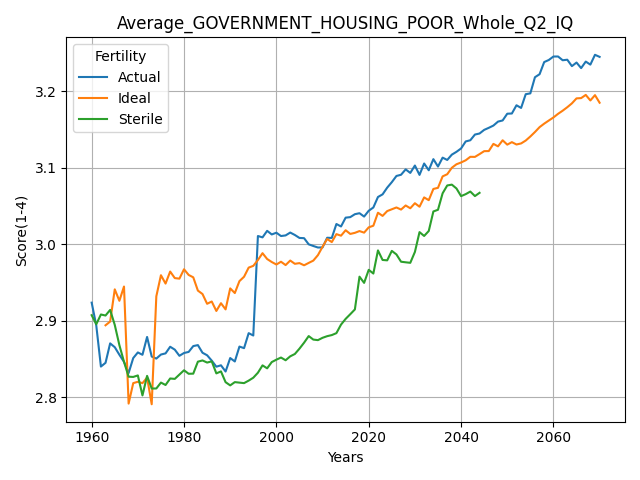 Average_GOVERNMENT_HOUSING_POOR_Whole_Q2_IQ
Fertility
Actual
Ideal
Sterile
Score(1-4)
3.2
3.1
3.0
2.9
2.8
1960 1980 2000 2020 2040 2060
Years